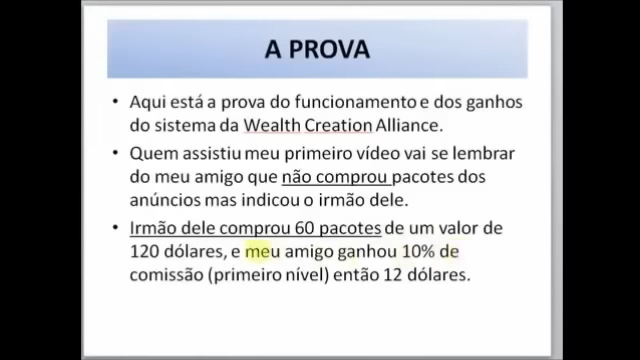 A PROVA
• Aqui está a prova do funcionamento e dos ganhos
do sistema da Wealth Creation Alliance.
• Quem assistiu meu primeiro vídeo vai se lembrar
do meu amigo que não comprou pacotes dos
anúncios mas indicou o irmão dele.
• Irmão dele comprou 60 pacotes de um valor de
120 dólares, e meu amigo ganhou 10% de
comissão (primeiro nível) então 12 dólares.